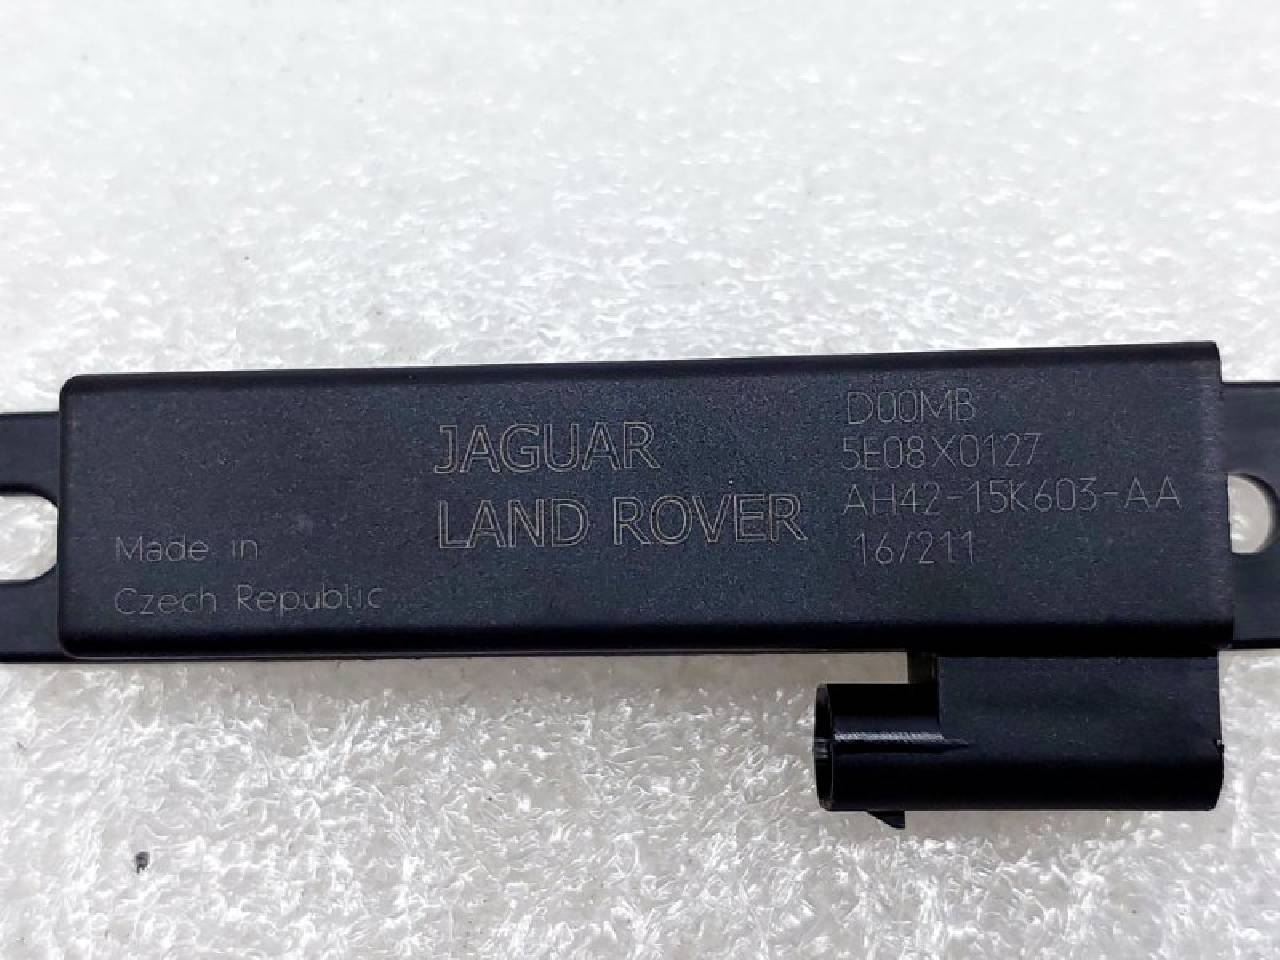 Made in
Czech Republic
JAGUAR
LAND ROVER
D00MB
5E08X0127
AH42-15K603-AA
16/211